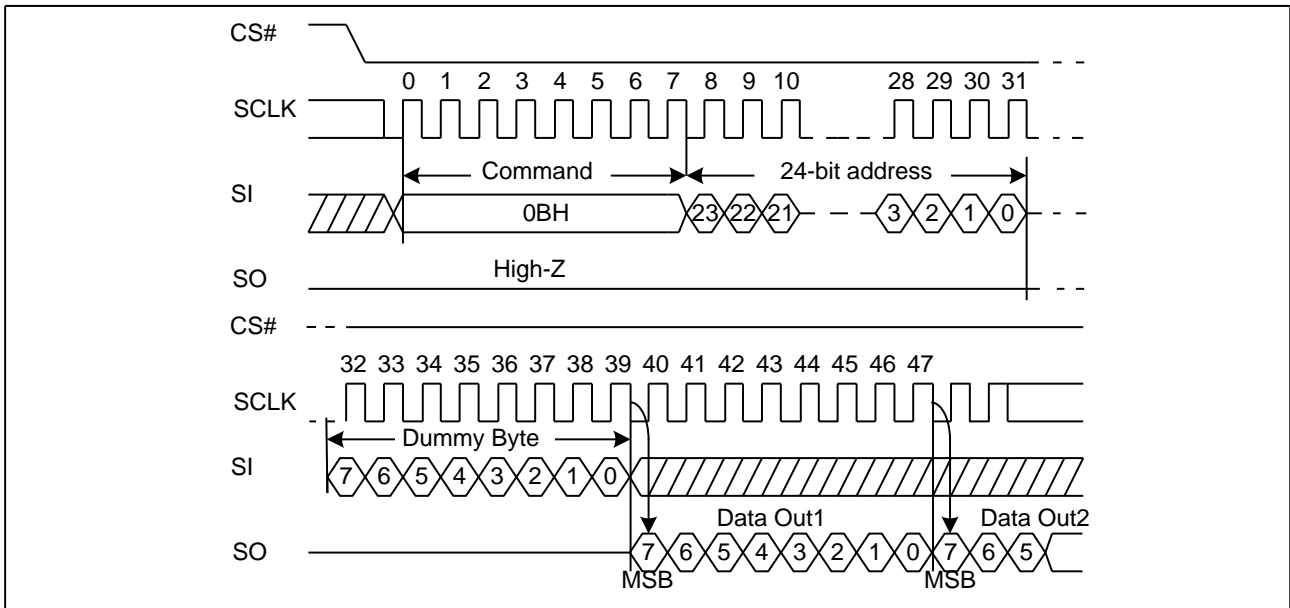 CS#
0 1 2 3 4 5 6 7 8 9 10 28 29 30 31
SCLK
Command 24-bit address
SI
0BH 23 22 21 3 2 1 0
High-Z
SO
CS#
32 33 34 35 36 37 38 39 40 41 42 43 44 45 46 47
SCLK
Dummy Byte
SI
7 6 5 4 3 2 1 0
Data Out1 Data Out2
SO
7 6 5 4 3 2 1 0 7 6 5
MSB MSB